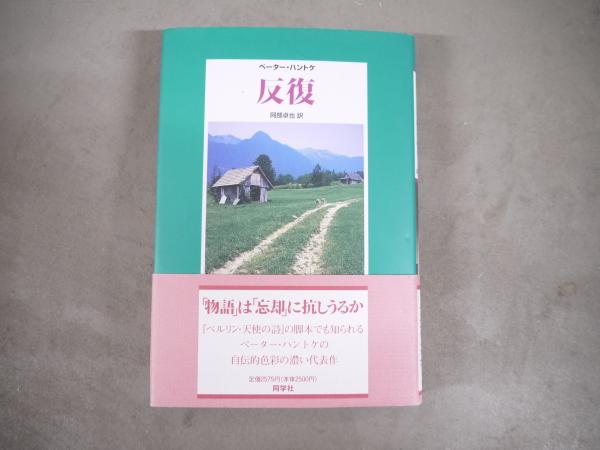 ペーター・ハントケ
反復
阿部卓也 訳
「物語」は「忘却」に抗しうるか
『ベルリン・天使の詩』の脚本でも知られる
ペーター・ハントケの
自伝的色彩の濃い代表作
定価2575円(本体2500円)
同学社